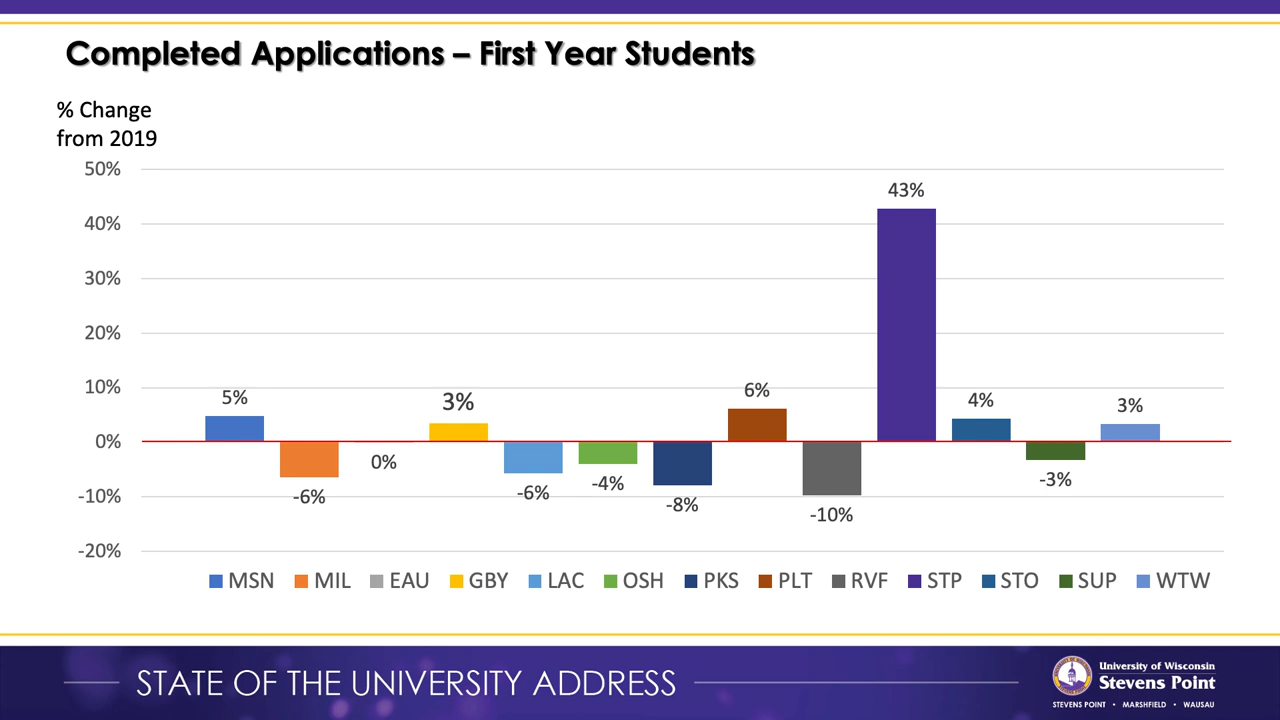 Completed Applications – First Year Students
% Change
from 2019
50%
40%
30%
20%
10%
0%
-10%
-20%
5%
-6%
0%
3%
-6%
-4%
-8%
6%
-10%
43%
4%
-3%
3%
MSN MIL EAU GBY LAC OSH PKS PLT RVF STP STO SUP WTW
STATE OF THE UNIVERSITY ADDRESS
University of Wisconsin
Stevens Point
STEVENS POINT • MARSHFIELD • WAUSAU